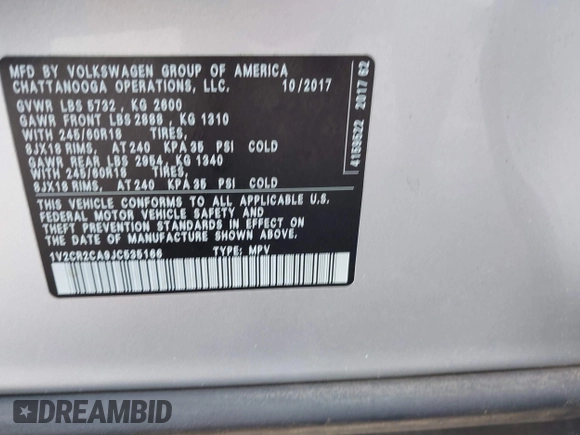 MFD BY VOLKSWAGEN GROUP OF AMERICA
CHATTANOOGA OPERATIONS, LLC. 10/2017
GVWR LBS 5732 , KG 2600
GAWR FRONT LBS 2888 , KG 1310
WITH 245/60R18 TIRES,
8JX18 RIMS, AT 240 KPA 35 PSI COLD
GAWR REAR LBS 2954, KG 1340
WITH 245/60R18 TIRES,
8JX18 RIMS, AT 240 KPA 35 PSI COLD
THIS VEHICLE CONFORMS TO ALL APPLICABLE U.S.
FEDERAL MOTOR VEHICLE SAFETY AND
THEFT PREVENTION STANDARDS IN EFFECT ON
THE DATE OF MANUFACTURE SHOWN ABOVE.
1V2CR2CA9JC535166 TYPE: MPV
41539522 2017 62
DREAMBID